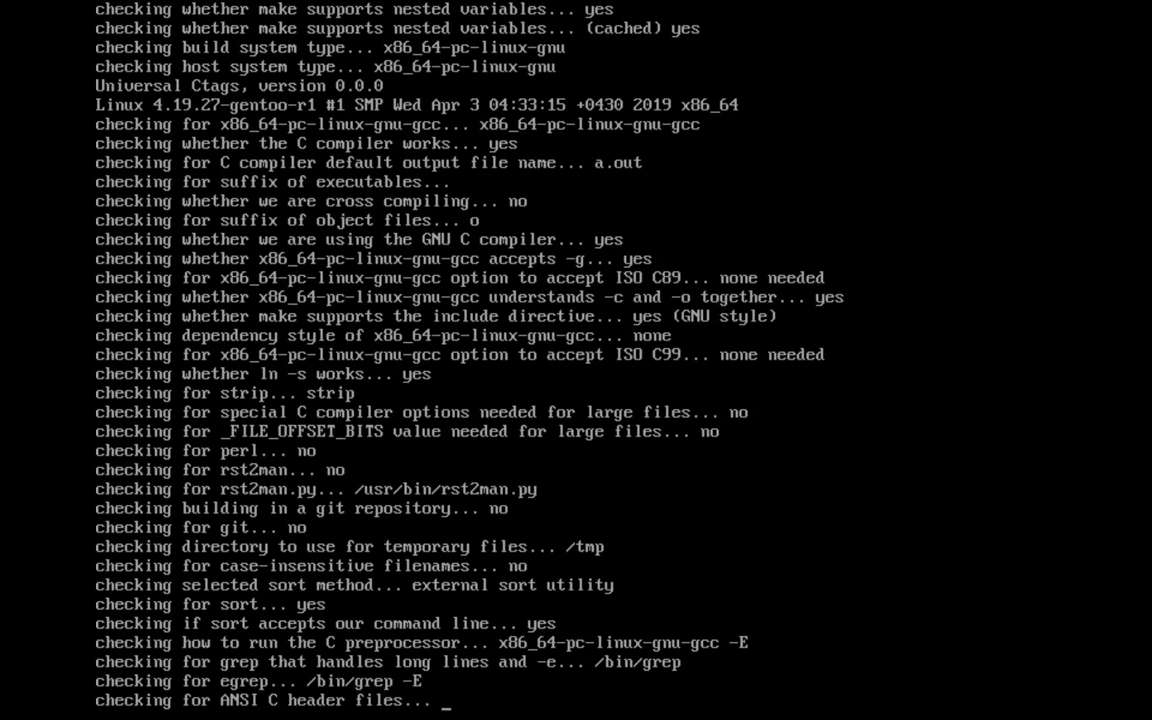 checking whether make supports nested variables... yes
checking whether make supports nested variables... (cached) yes
checking build system type... x86_64-pc-linux-gnu
checking host system type... x86_64-pc-linux-gnu
Universal Ctags, version 0.0.0
Linux 4.19.27-gentoo-r1 #1 SMP Wed Apr 3 04:33:15 +0430 2019 x86_64
checking for x86_64-pc-linux-gnu-gcc... x86_64-pc-linux-gnu-gcc
checking whether the C compiler works... yes
checking for C compiler default output file name... a.out
checking for suffix of executables...
checking whether we are cross compiling... no
checking for suffix of object files... o
checking whether we are using the GNU C compiler... yes
checking whether x86_64-pc-linux-gnu-gcc accepts -g... yes
checking for x86_64-pc-linux-gnu-gcc option to accept ISO C89... none needed
checking whether x86_64-pc-linux-gnu-gcc understands -c and -o together... yes
checking whether make supports the include directive... yes (GNU style)
checking dependency style of x86_64-pc-linux-gnu-gcc... none
checking for x86_64-pc-linux-gnu-gcc option to accept ISO C99... none needed
checking whether ln -s works... yes
checking for strip... strip
checking for special C compiler options needed for large files... no
checking for _FILE_OFFSET_BITS value needed for large files... no
checking for perl... no
checking for rst2man... no
checking for rst2man.py... /usr/bin/rst2man.py
checking building in a git repository... no
checking for git... no
checking directory to use for temporary files... /tmp
checking for case-insensitive filenames... no
checking selected sort method... external sort utility
checking for sort... yes
checking if sort accepts our command line... yes
checking how to run the C preprocessor... x86_64-pc-linux-gnu-gcc -E
checking for grep that handles long lines and -e... /bin/grep
checking for egrep... /bin/grep -E
checking for ANSI C header files... _